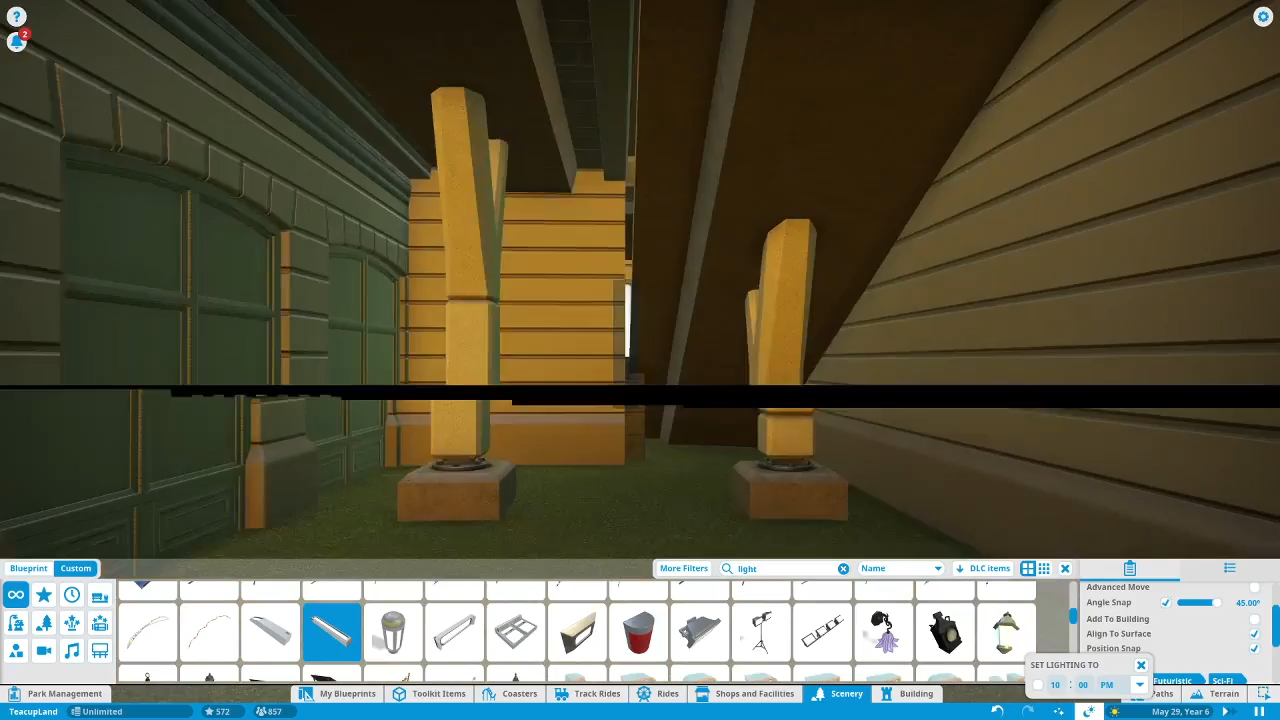 ?
2
Blueprint Custom More Filters light Name DLC items
Advanced Move
Angle Snap 45.00°
Add To Building
Align To Surface
Position Snap
SET LIGHTING TO
Futuristic Sci-Fi
10 : 00 PM
Park Management My Blueprints Toolkit Items Coasters Track Rides Rides Shops and Facilities Scenery Building Paths Terrain
TeacupLand Unlimited 572 857 May 29, Year 6